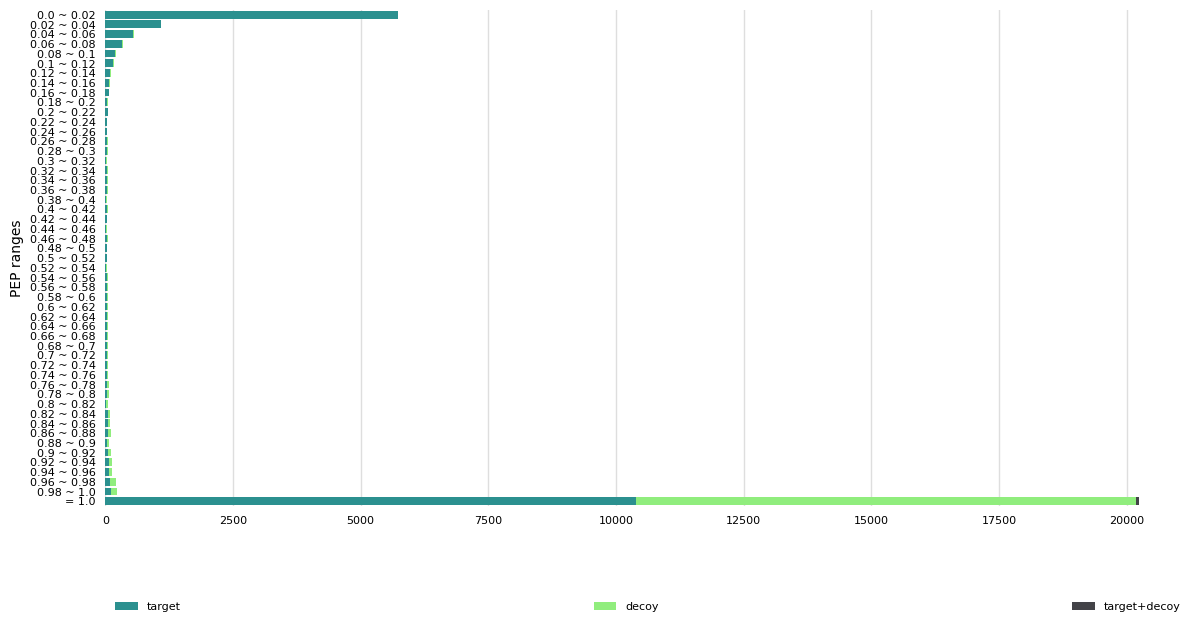 PEP ranges
0.0 ~ 0.02
0.02 ~ 0.04
0.04 ~ 0.06
0.06 ~ 0.08
0.08 ~ 0.1
0.1 ~ 0.12
0.12 ~ 0.14
0.14 ~ 0.16
0.16 ~ 0.18
0.18 ~ 0.2
0.2 ~ 0.22
0.22 ~ 0.24
0.24 ~ 0.26
0.26 ~ 0.28
0.28 ~ 0.3
0.3 ~ 0.32
0.32 ~ 0.34
0.34 ~ 0.36
0.36 ~ 0.38
0.38 ~ 0.4
0.4 ~ 0.42
0.42 ~ 0.44
0.44 ~ 0.46
0.46 ~ 0.48
0.48 ~ 0.5
0.5 ~ 0.52
0.52 ~ 0.54
0.54 ~ 0.56
0.56 ~ 0.58
0.58 ~ 0.6
0.6 ~ 0.62
0.62 ~ 0.64
0.64 ~ 0.66
0.66 ~ 0.68
0.68 ~ 0.7
0.7 ~ 0.72
0.72 ~ 0.74
0.74 ~ 0.76
0.76 ~ 0.78
0.78 ~ 0.8
0.8 ~ 0.82
0.82 ~ 0.84
0.84 ~ 0.86
0.86 ~ 0.88
0.88 ~ 0.9
0.9 ~ 0.92
0.92 ~ 0.94
0.94 ~ 0.96
0.96 ~ 0.98
0.98 ~ 1.0
= 1.0
0 2500 5000 7500 10000 12500 15000 17500 20000
target decoy target+decoy